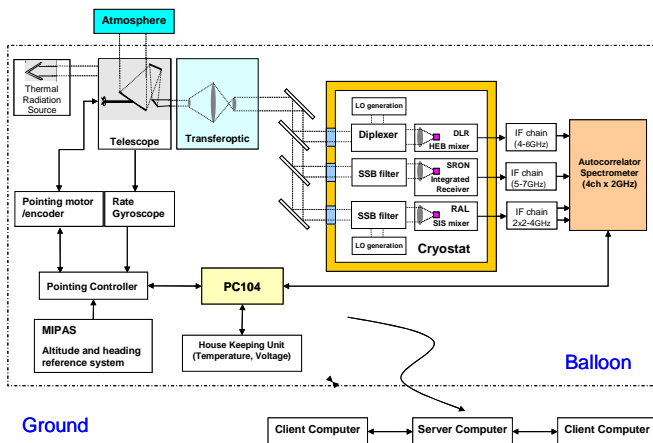 Atmosphere
Thermal
Radiation
Source
Telescope
Transferoptic
LO generation
Diplexer
DLR
HEB mixer
SSB filter
SRON
Integrated
Receiver
SSB filter
RAL
SIS mixer
LO generation
Cryostat
IF chain
(4-6GHz)
IF chain
(5-7GHz)
IF chain
2x2-4GHz)
Autocorrelator
Spectrometer
(4ch x 2GHz)
Pointing motor
/encoder
Rate
Gyroscope
Pointing Controller
PC104
MIPAS
Altitude and heading
reference system
House Keeping Unit
(Temperature, Voltage)
Balloon
Ground
Client Computer
Server Computer
Client Computer